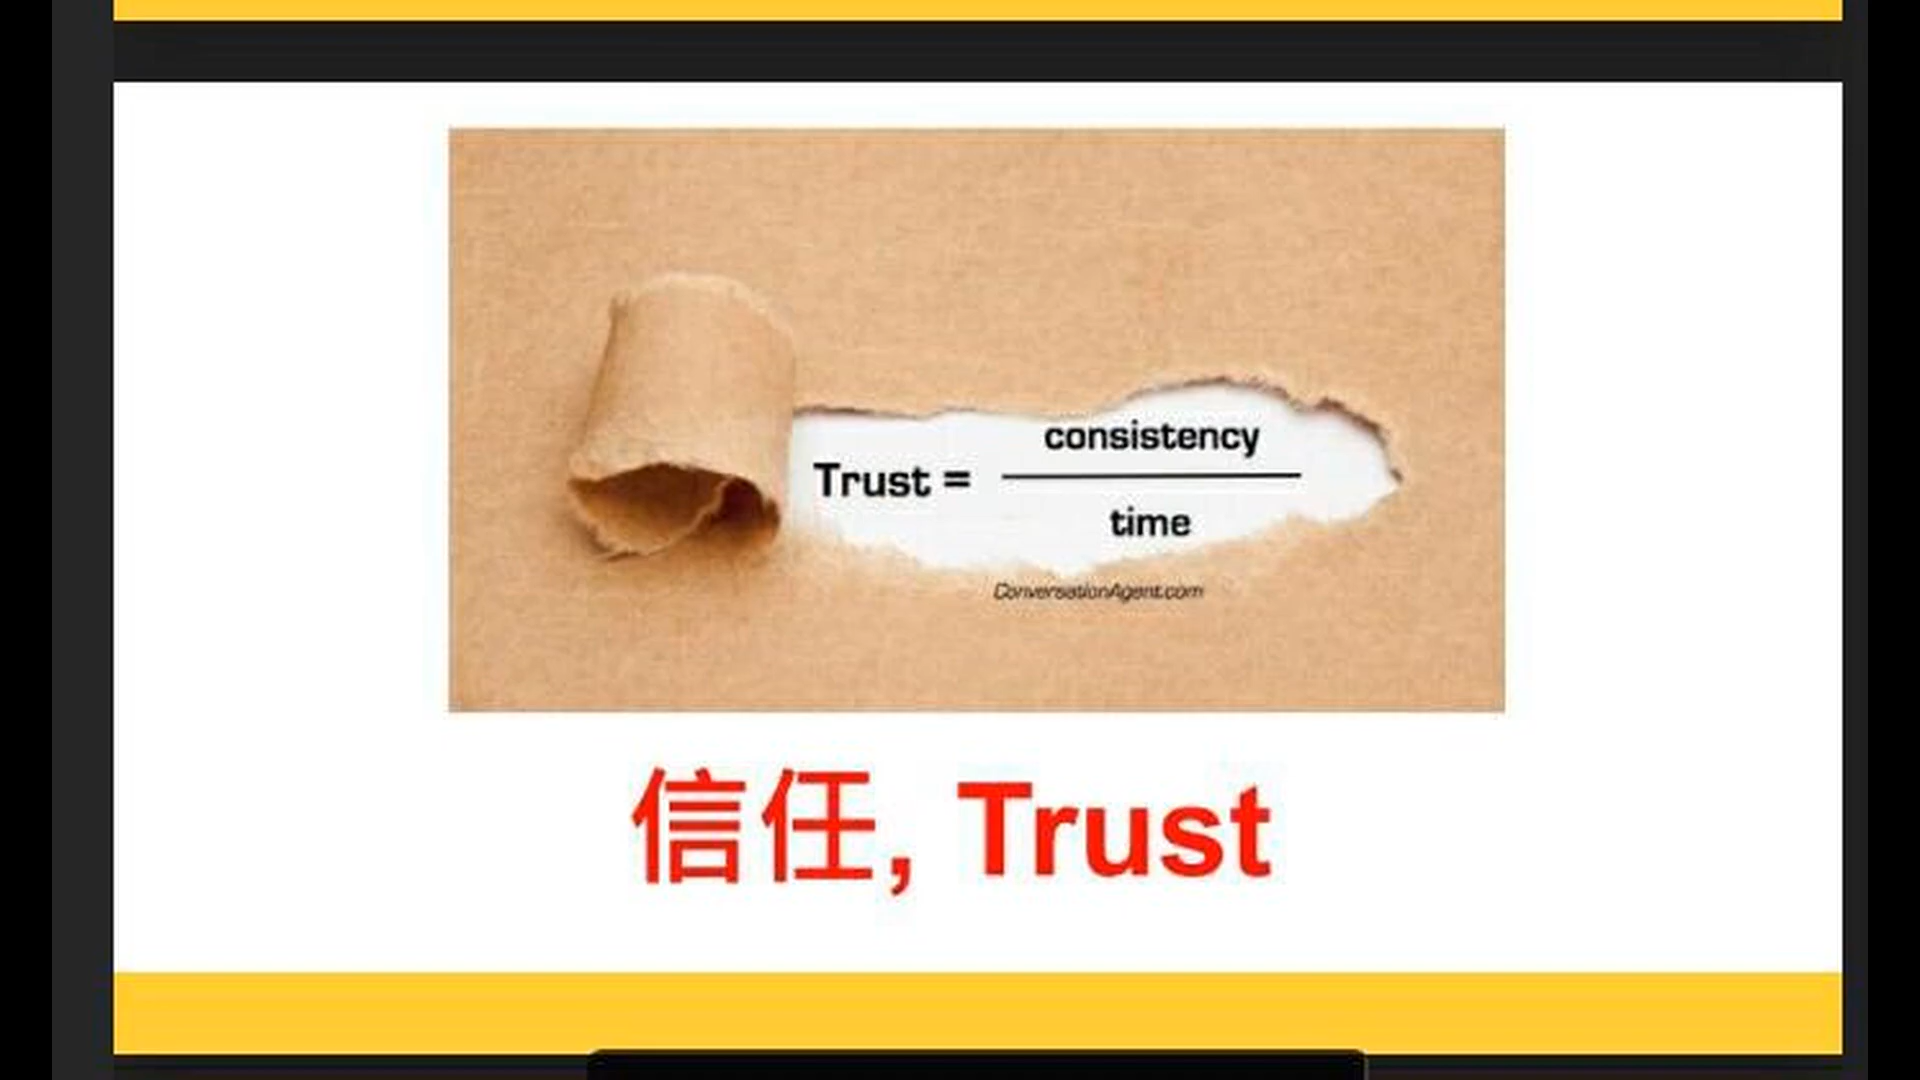 consistency
Trust =
time
ConversationAgent.com
信任, Trust